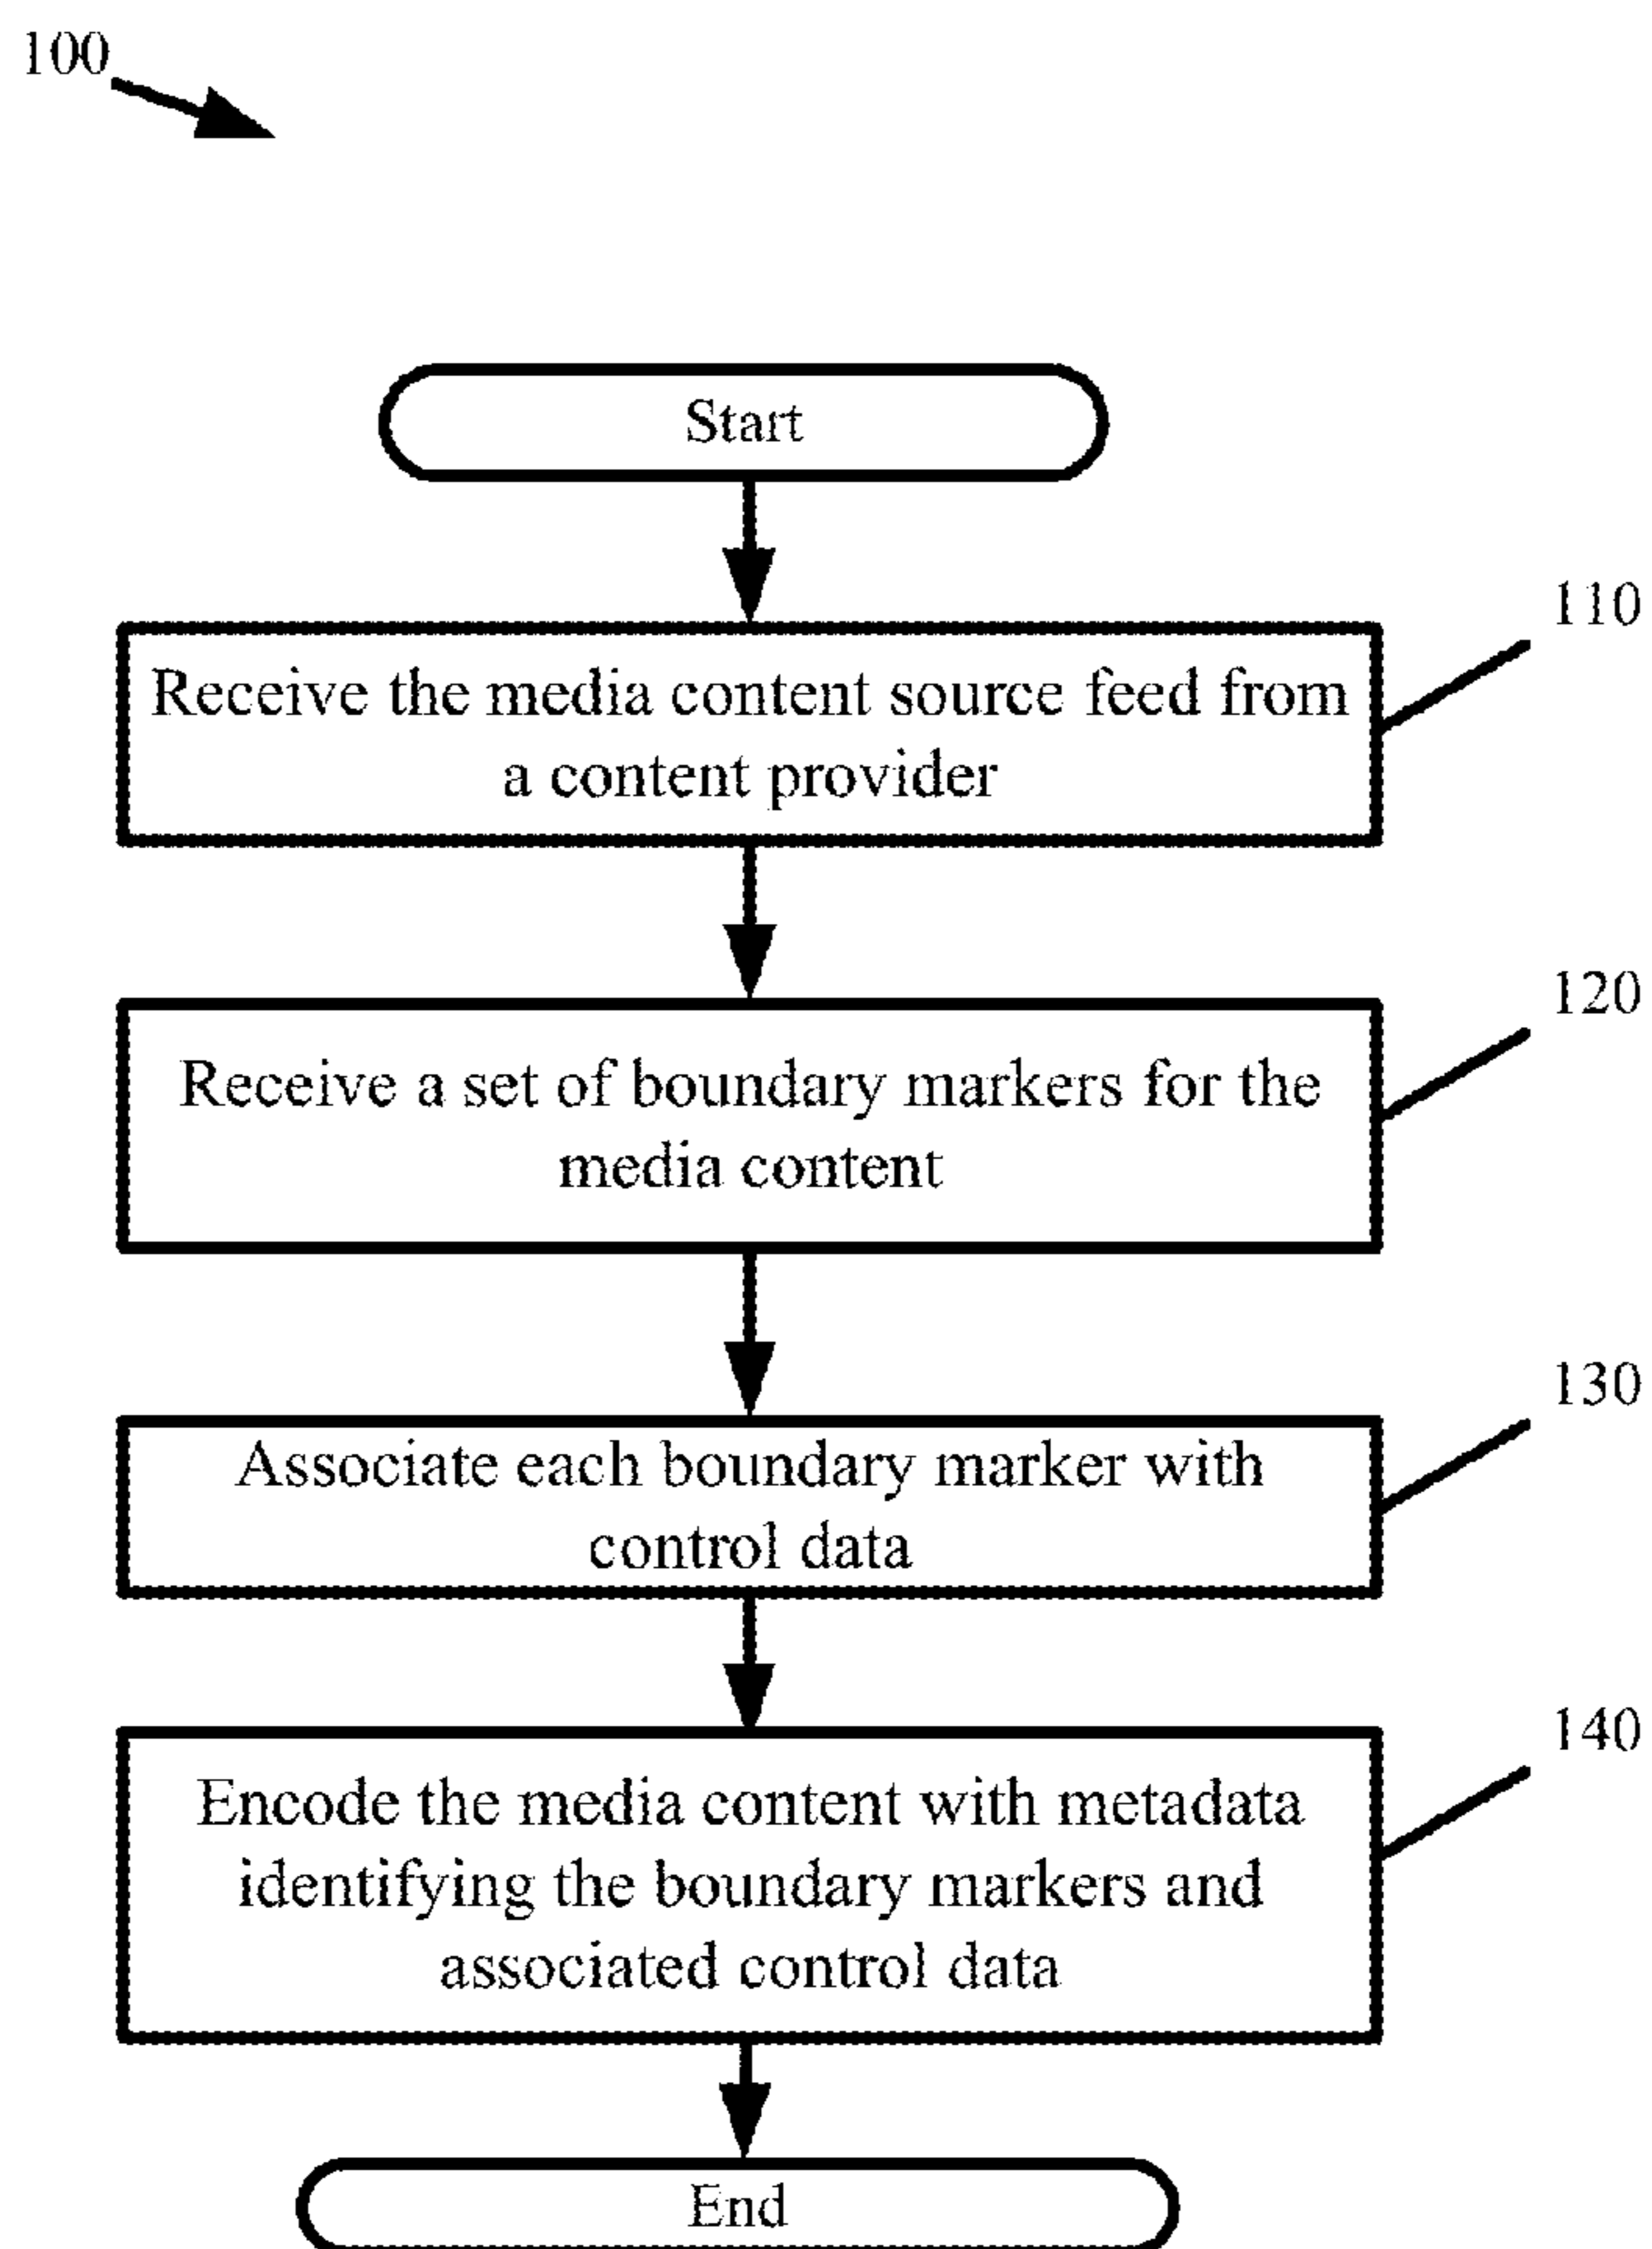 100
Start
110
Receive the media content source feed from
a content provider
120
Receive a set of boundary markers for the
media content
130
Associate each boundary marker with
control data
140
Encode the media content with metadata
identifying the boundary markers and
associated control data
End